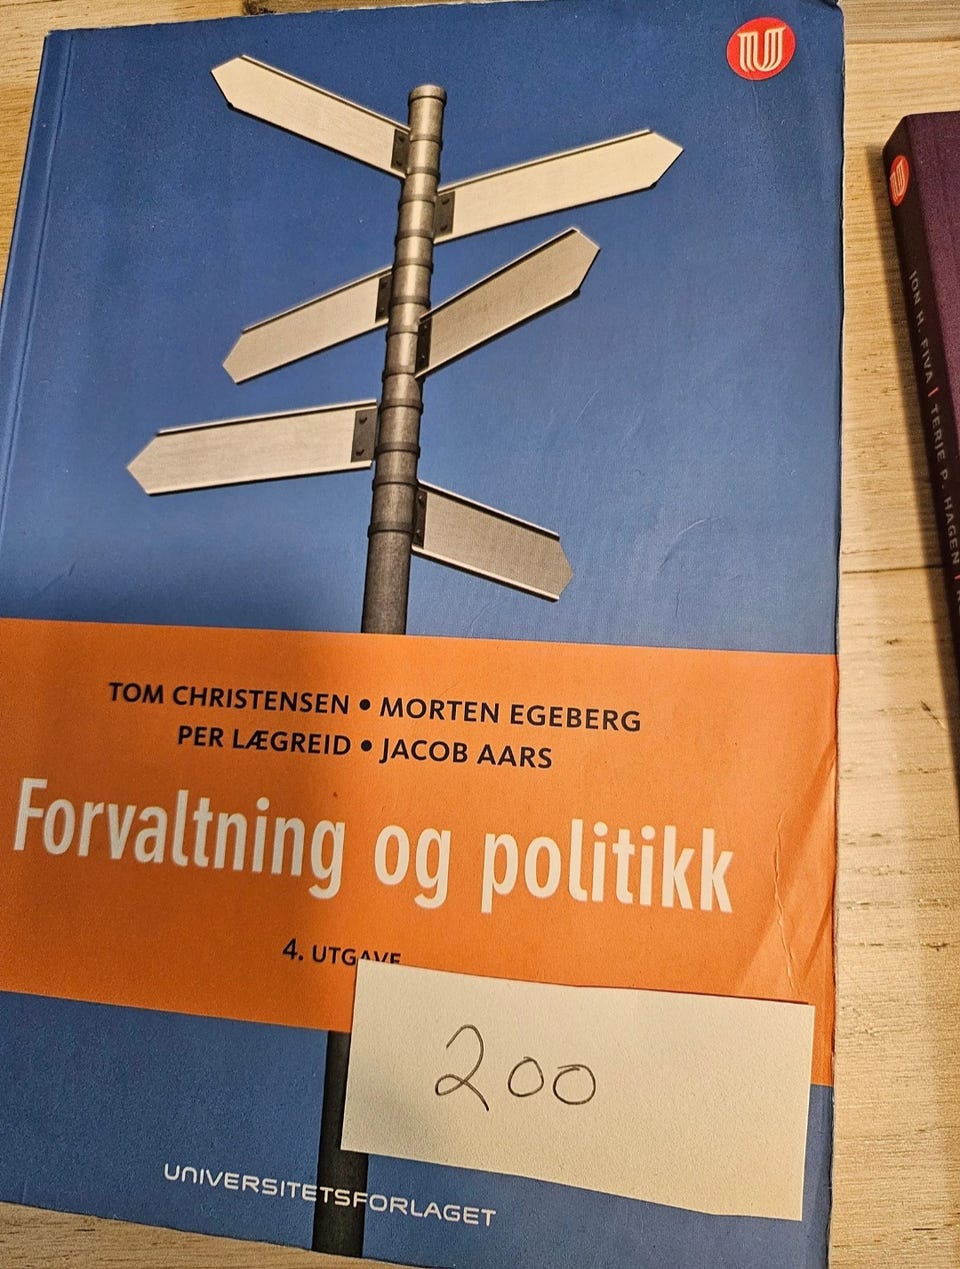 TOM CHRISTENSEN • MORTEN EGEBERG
PER LÆGREID • JACOB AARS
Forvaltning og politikk
4. UTGAVE
200
UNIVERSITETSFORLAGET
JON H. FIVA | TERJE P. HAGEN |